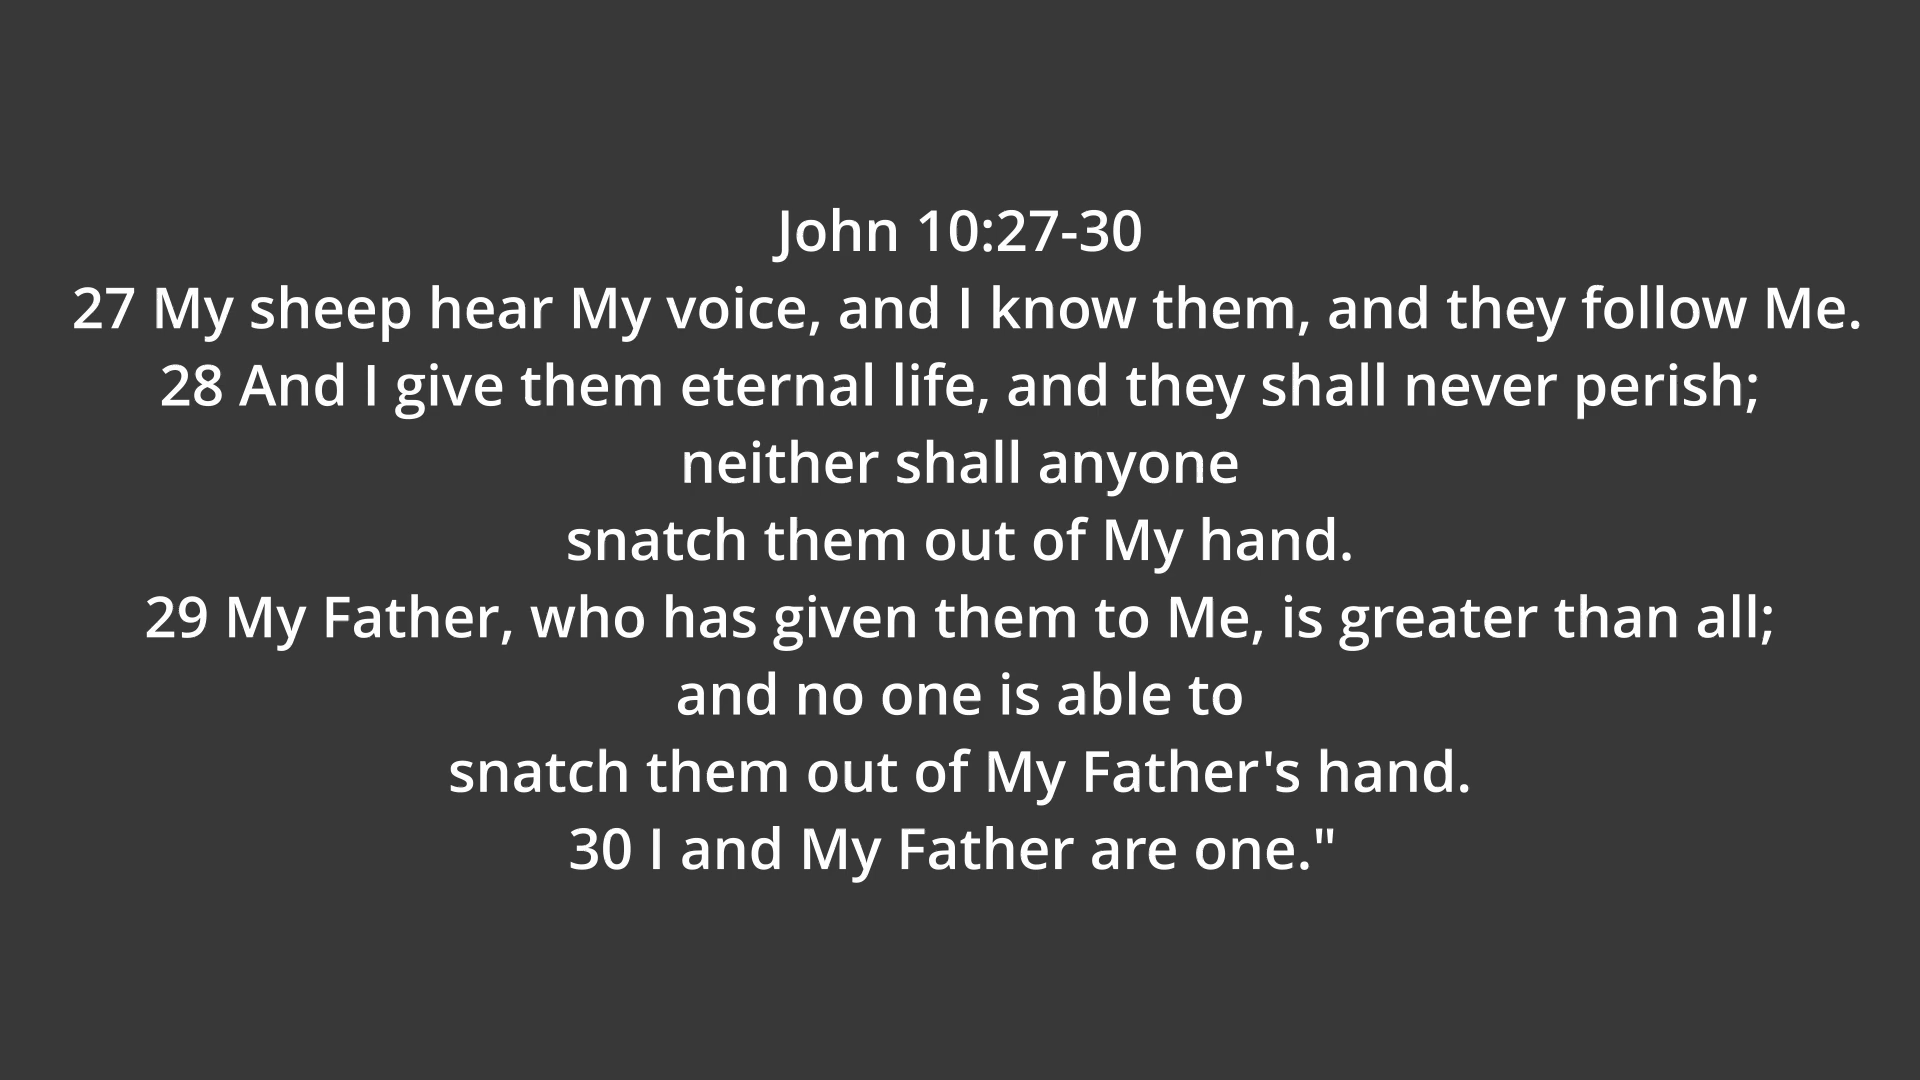 John 10:27-30
27 My sheep hear My voice, and I know them, and they follow Me.
28 And I give them eternal life, and they shall never perish;
neither shall anyone
snatch them out of My hand.
29 My Father, who has given them to Me, is greater than all;
and no one is able to
snatch them out of My Father's hand.
30 I and My Father are one."